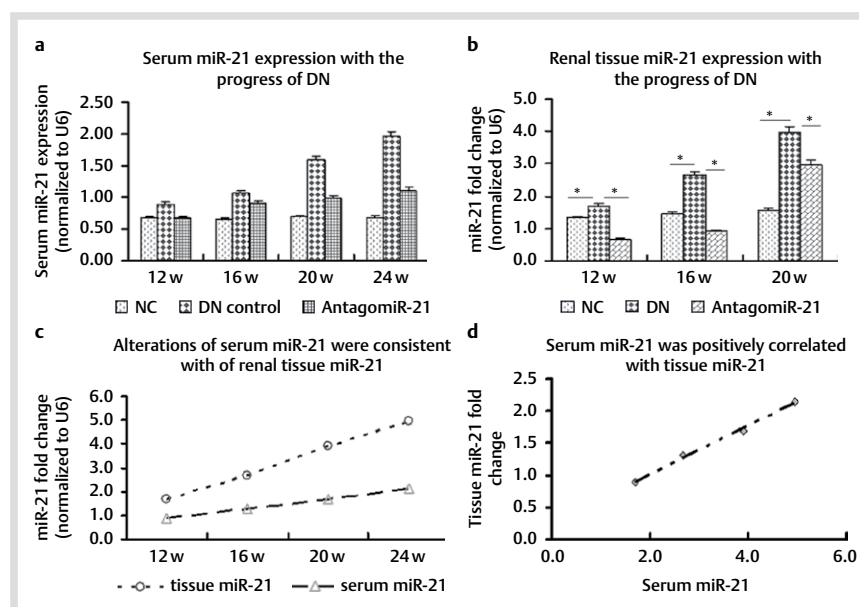 a
Serum miR-21 expression with the
progress of DN
Serum miR-21 expression
(normalized to U6)
2.50
2.00
1.50
1.00
0.50
0.00
12 w 16 w 20 w 24 w
NC DN control AntagomiR-21
b
Renal tissue miR-21 expression with
the progress of DN
miR-21 fold change
(normalized to U6)
5.0
4.0
3.0
2.0
1.0
0.0
* * * * * *
12 w 16 w 20 w
NC DN AntagomiR-21
c
Alterations of serum miR-21 were consistent
with of renal tissue miR-21
miR-21 fold change
(normalized to U6)
6.0
5.0
4.0
3.0
2.0
1.0
0.0
12 w 16 w 20 w 24 w
tissue miR-21 serum miR-21
d
Serum miR-21 was positively correlated
with tissue miR-21
Tissue miR-21 fold
change
2.5
2.0
1.5
1.0
0.5
0.0
0.0 2.0 4.0 6.0
Serum miR-21